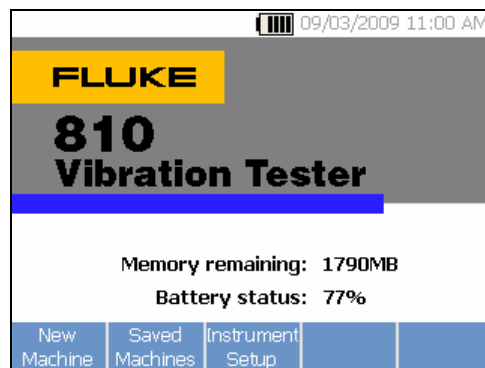 09/03/2009 11:00 AM
FLUKE
810
Vibration Tester
Memory remaining: 1790MB
Battery status: 77%
New Machine
Saved Machines
Instrument Setup